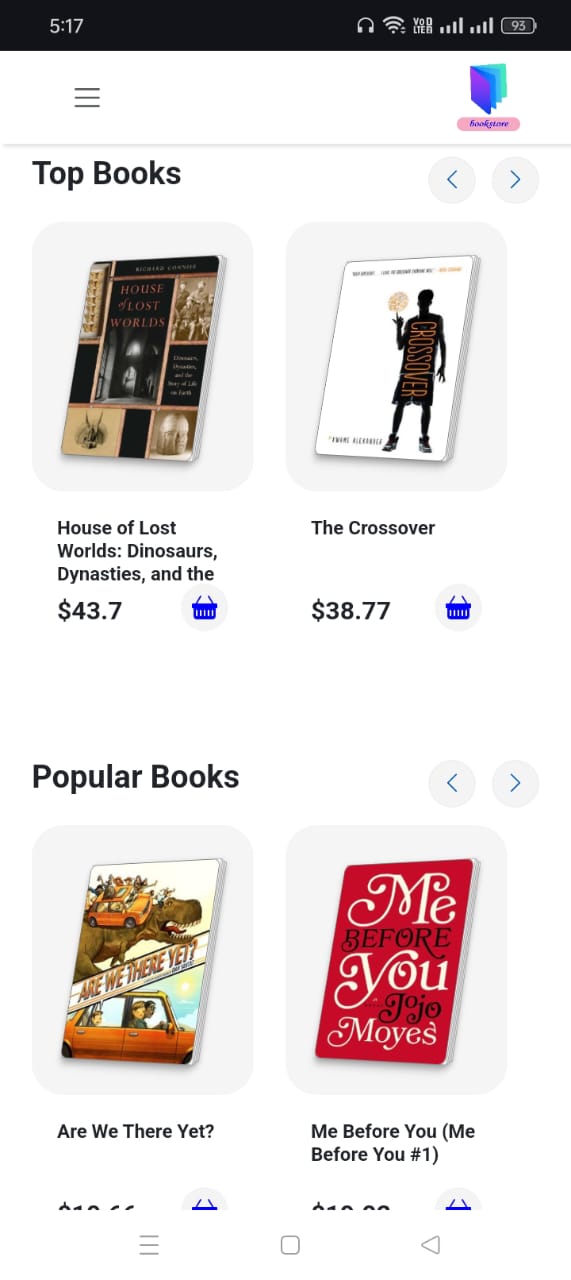 5:17
Vo LTE
93
bookstore
Top Books
RICHARD CONNIFF
HOUSE
of LOST
WORLDS
Dinosaurs,
Dynasties,
and the
Story of Life
on Earth
CROSSOVER
KWAME ALEXANDER
House of Lost
Worlds: Dinosaurs,
Dynasties, and the
$43.7
The Crossover
$38.77
Popular Books
ARE WE THERE YET?
Me
BEFORE
you
Jojo
Moyes
Are We There Yet?
Me Before You (Me
Before You #1)